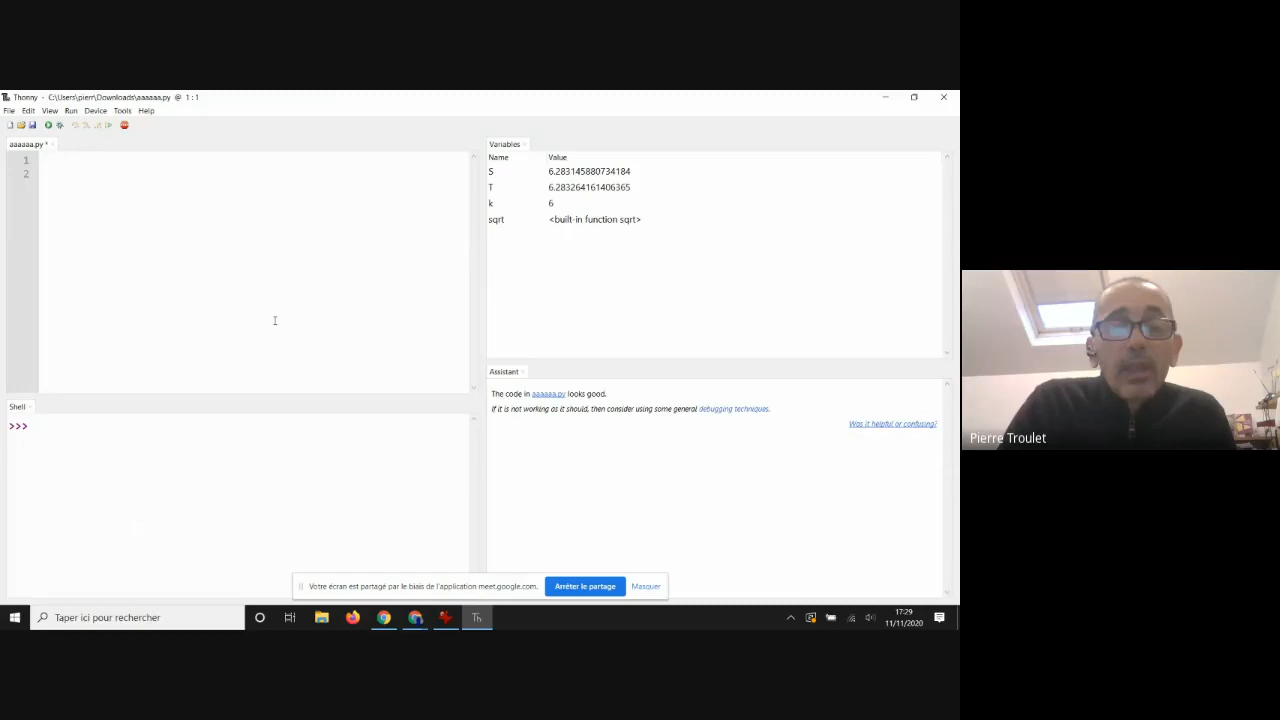 Thonny - C:\Users\pierr\Downloads\aaaaaa.py @ 1:1
File Edit View Run Device Tools Help
aaaaaa.py *
1
2
Variables
Name Value
S 6.283145880734184
T 6.283264161406365
k 6
sqrt <built-in function sqrt>
Assistant
The code in aaaaaa.py looks good.
If it is not working as it should, then consider using some general debugging techniques.
Was it helpful or confusing?
Shell
>>>
Pierre Troulet
Votre écran est partagé par le biais de l'application meet.google.com.
Arrêter le partage
Masquer
Taper ici pour rechercher
Th
17:29
11/11/2020